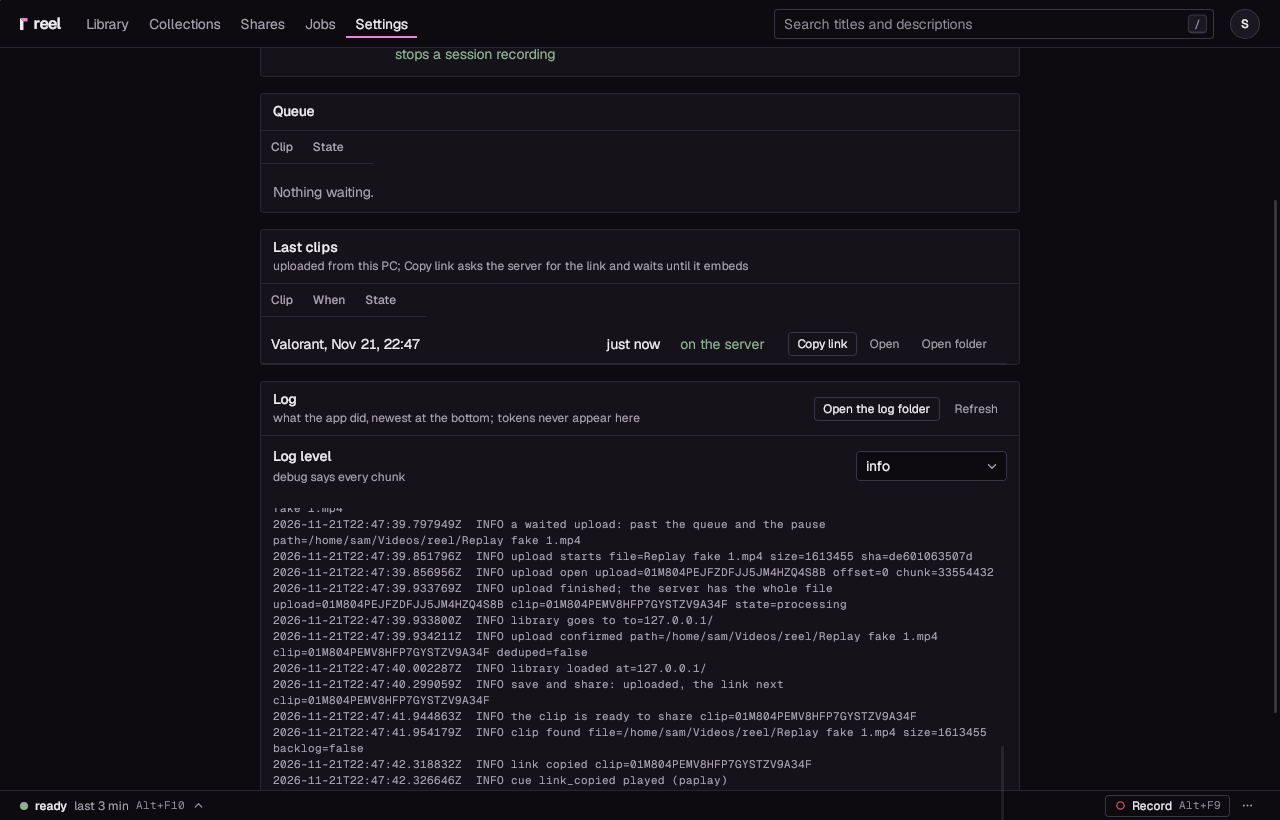 reel Library Collections Shares Jobs Settings Search titles and descriptions / S
stops a session recording
Queue
Clip State
Nothing waiting.
Last clips
uploaded from this PC; Copy link asks the server for the link and waits until it embeds
Clip When State
Valorant, Nov 21, 22:47 just now on the server Copy link Open Open folder
Log
what the app did, newest at the bottom; tokens never appear here
Open the log folder Refresh
Log level
debug says every chunk
info
fake 1.mp4
2026-11-21T22:47:39.797949Z INFO a waited upload: past the queue and the pause
path=/home/sam/Videos/reel/Replay fake 1.mp4
2026-11-21T22:47:39.851796Z INFO upload starts file=Replay fake 1.mp4 size=1613455 sha=de601063507d
2026-11-21T22:47:39.856956Z INFO upload open upload=01M804PEJFZDFJJ5JM4HZQ4S8B offset=0 chunk=33554432
2026-11-21T22:47:39.933769Z INFO upload finished; the server has the whole file
upload=01M804PEJFZDFJJ5JM4HZQ4S8B clip=01M804PEMV8HFP7GYSTZV9A34F state=processing
2026-11-21T22:47:39.933800Z INFO library goes to to=127.0.0.1/
2026-11-21T22:47:39.934211Z INFO upload confirmed path=/home/sam/Videos/reel/Replay fake 1.mp4
clip=01M804PEMV8HFP7GYSTZV9A34F deduped=false
2026-11-21T22:47:40.002287Z INFO library loaded at=127.0.0.1/
2026-11-21T22:47:40.299059Z INFO save and share: uploaded, the link next
clip=01M804PEMV8HFP7GYSTZV9A34F
2026-11-21T22:47:41.944863Z INFO the clip is ready to share clip=01M804PEMV8HFP7GYSTZV9A34F
2026-11-21T22:47:41.954179Z INFO clip found file=/home/sam/Videos/reel/Replay fake 1.mp4 size=1613455
backlog=false
2026-11-21T22:47:42.318832Z INFO link copied clip=01M804PEMV8HFP7GYSTZV9A34F
2026-11-21T22:47:42.326646Z INFO cue link_copied played (paplay)
ready last 3 min Alt+F10 Record Alt+F9